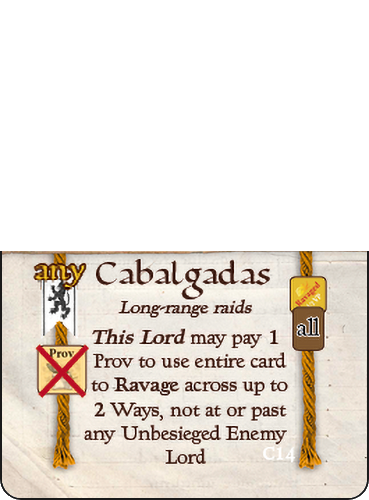 any Cabalgadas
Long-range raids
Ravaged
all
Prov
This Lord may pay 1
Prov to use entire card
to Ravage across up to
2 Ways, not at or past
any Unbesieged Enemy
Lord
C14